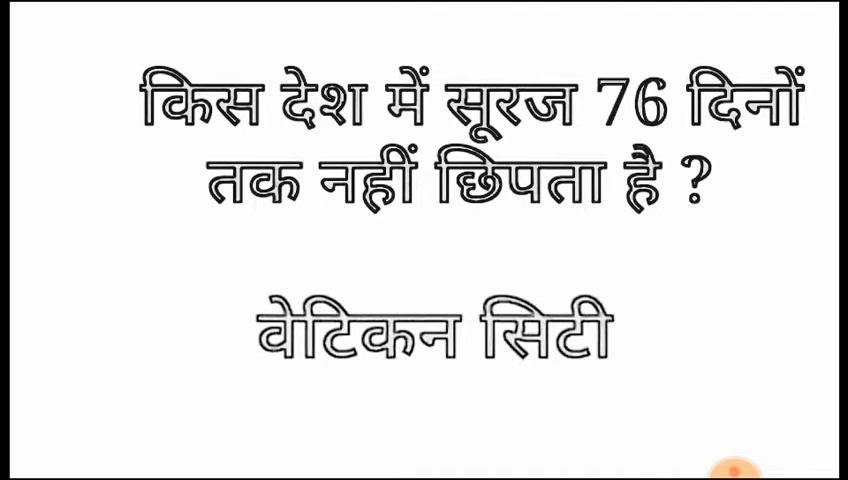 किस देश में सूरज 76 दिनों
तक नहीं छिपता है ?
वेटिकन सिटी